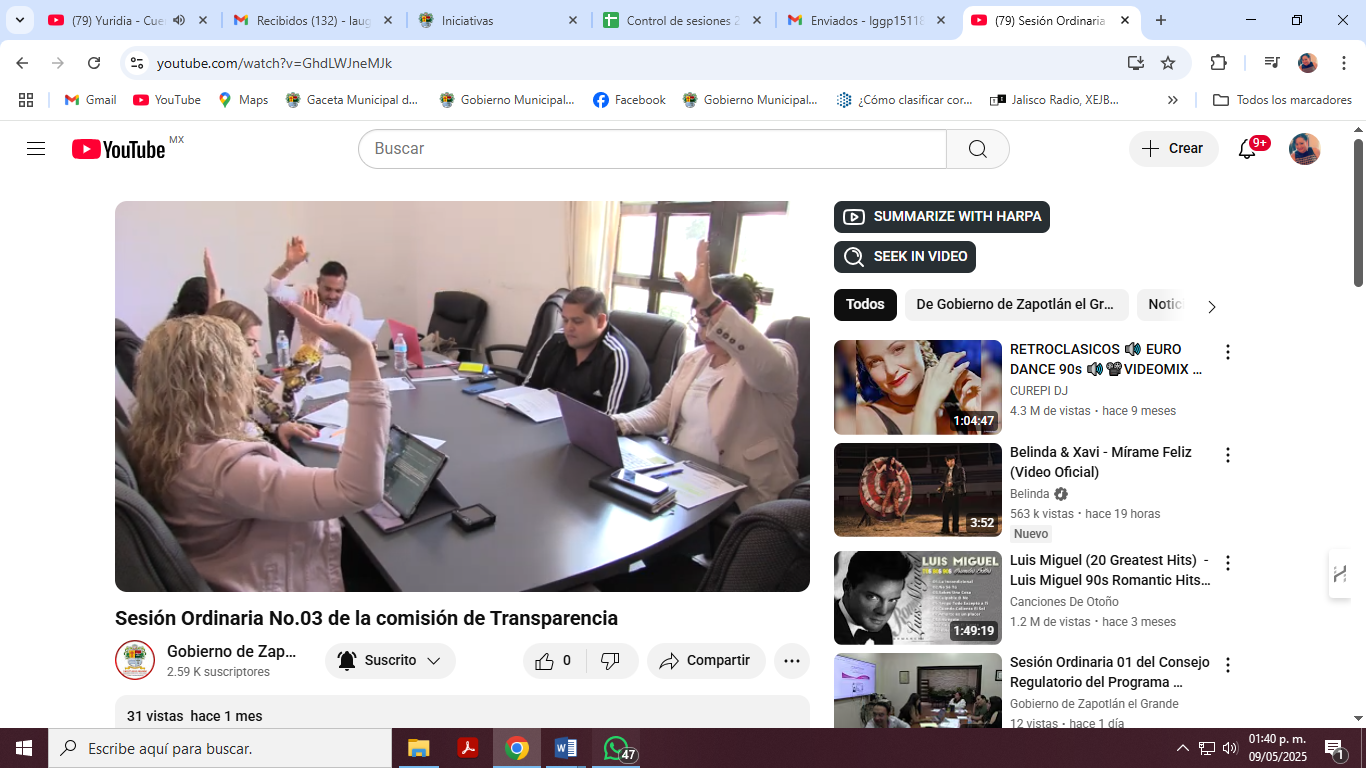 (79) Yuridia - Cue
Recibidos (132) - laug
Iniciativas
Control de sesiones 2
Enviados - lggp15118
(79) Sesión Ordinaria
youtube.com/watch?v=GhdLWJneMJk
Gmail
YouTube
Maps
Gaceta Municipal d...
Gobierno Municipal...
Facebook
Gobierno Municipal...
¿Cómo clasificar cor...
Jalisco Radio, XEJB...
Todos los marcadores
YouTube MX
Buscar
Crear
9+
SUMMARIZE WITH HARPA
SEEK IN VIDEO
Todos
De Gobierno de Zapotlán el Gr...
Notic
RETROCLASICOS 🔊 EURO
DANCE 90s 🔊📽VIDEOMIX ...
CUREPI DJ
4.3 M de vistas • hace 9 meses
1:04:47
Belinda & Xavi - Mírame Feliz
(Video Oficial)
Belinda
563 k vistas • hace 19 horas
Nuevo
3:52
LUIS MIGUEL
Luis Miguel (20 Greatest Hits) -
Luis Miguel 90s Romantic Hits...
Canciones De Otoño
1.2 M de vistas • hace 3 meses
1:49:19
Sesión Ordinaria 01 del Consejo
Regulatorio del Programa ...
Gobierno de Zapotlán el Grande
12 vistas • hace 1 día
Sesión Ordinaria No.03 de la comisión de Transparencia
Gobierno de Zap...
2.59 K suscriptores
Suscrito
0
Compartir
31 vistas hace 1 mes
Escribe aquí para buscar.
47
01:40 p. m.
09/05/2025
1